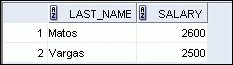 LAST_NAME SALARY
1 Matos 2600
2 Vargas 2500